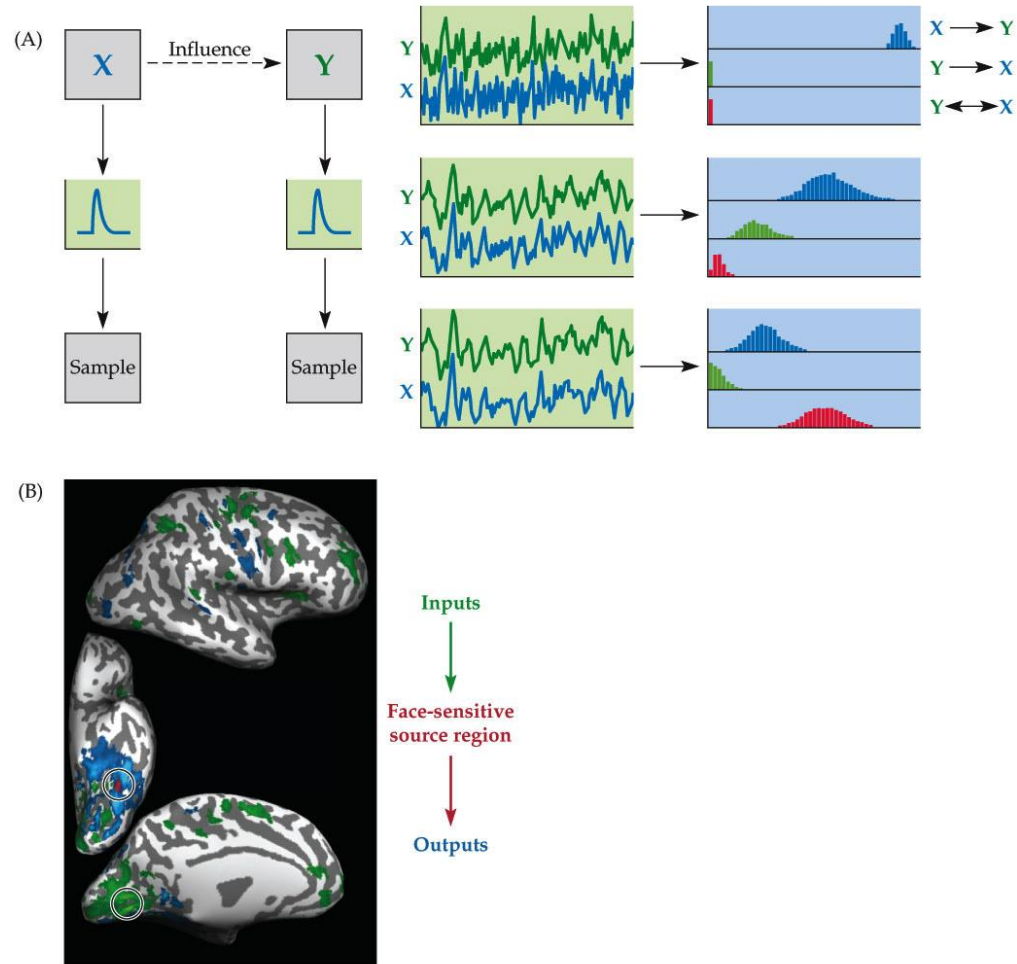 (A)
X
Influence
Y
Sample
Sample
Y
X
X → Y
Y → X
Y ↔ X
Y
X
Y
X
(B)
Inputs
Face-sensitive
source region
Outputs